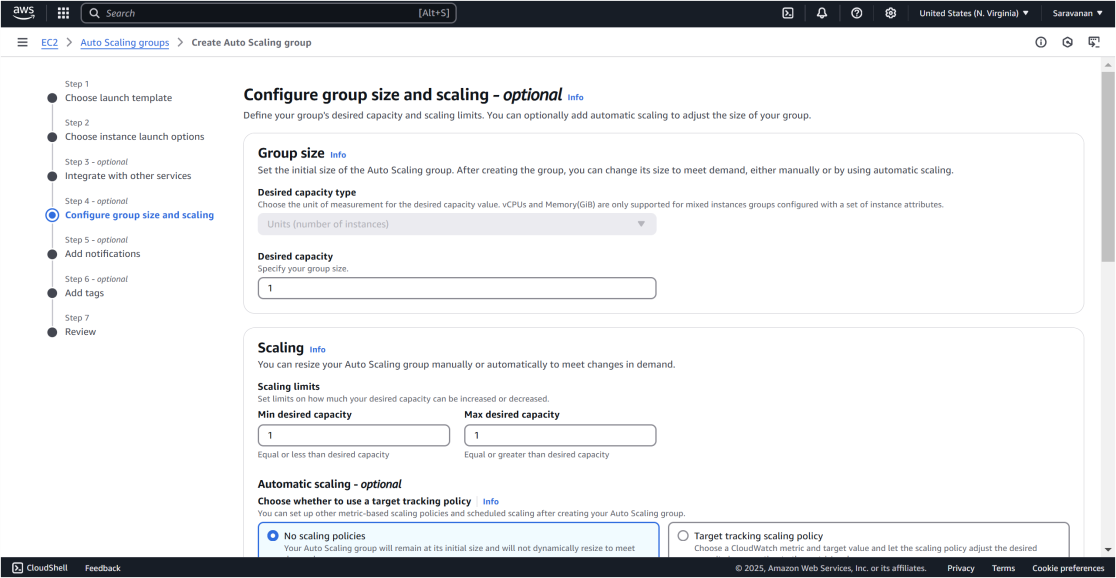 aws
Search [Alt+S]
United States (N. Virginia)
Saravanan
EC2
Auto Scaling groups
Create Auto Scaling group
Step 1
Choose launch template
Step 2
Choose instance launch options
Step 3 - optional
Integrate with other services
Step 4 - optional
Configure group size and scaling
Step 5 - optional
Add notifications
Step 6 - optional
Add tags
Step 7
Review
Configure group size and scaling - optional Info
Define your group's desired capacity and scaling limits. You can optionally add automatic scaling to adjust the size of your group.
Group size Info
Set the initial size of the Auto Scaling group. After creating the group, you can change its size to meet demand, either manually or by using automatic scaling.
Desired capacity type
Choose the unit of measurement for the desired capacity value. vCPUs and Memory(GiB) are only supported for mixed instances groups configured with a set of instance attributes.
Units (number of instances)
Desired capacity
Specify your group size.
1
Scaling Info
You can resize your Auto Scaling group manually or automatically to meet changes in demand.
Scaling limits
Set limits on how much your desired capacity can be increased or decreased.
Min desired capacity
1
Equal or less than desired capacity
Max desired capacity
1
Equal or greater than desired capacity
Automatic scaling - optional
Choose whether to use a target tracking policy Info
You can set up other metric-based scaling policies and scheduled scaling after creating your Auto Scaling group.
No scaling policies
Your Auto Scaling group will remain at its initial size and will not dynamically resize to meet
Target tracking scaling policy
Choose a CloudWatch metric and target value and let the scaling policy adjust the desired
CloudShell
Feedback
© 2025, Amazon Web Services, Inc. or its affiliates.
Privacy
Terms
Cookie preferences